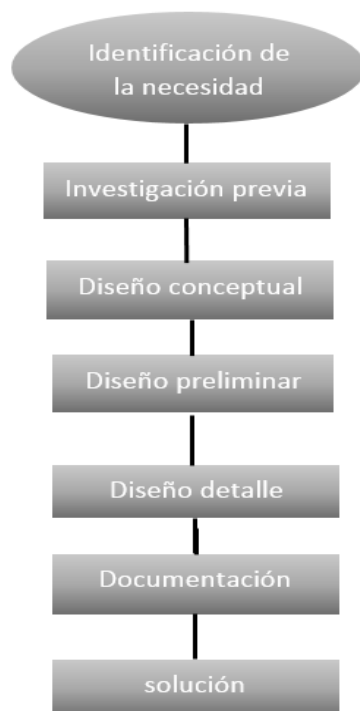 Identificación de
la necesidad
Investigación previa
Diseño conceptual
Diseño preliminar
Diseño detalle
Documentación
solución